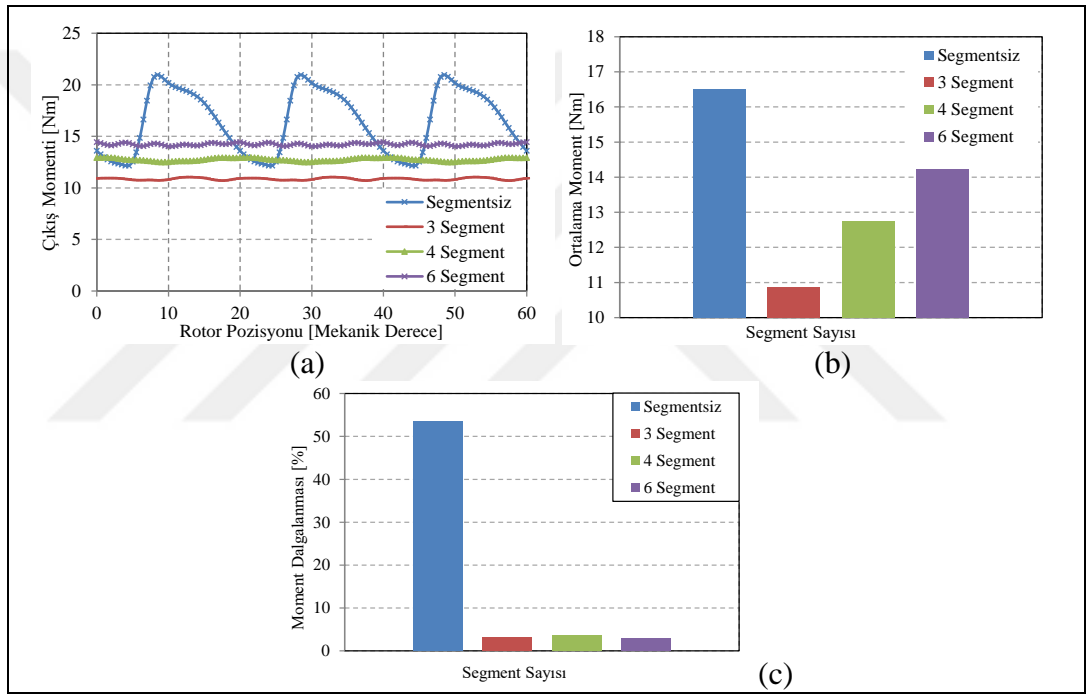 25
20
15
10
5
0
Çıkış Momenti [Nm]
Segmentsiz
3 Segment
4 Segment
6 Segment
0 10 20 30 40 50 60
Rotor Pozisyonu [Mekanik Derece]
(a)
18
17
16
15
14
13
12
11
10
Ortalama Moment [Nm]
Segmentsiz
3 Segment
4 Segment
6 Segment
Segment Sayısı
(b)
60
50
40
30
20
10
0
Moment Dalgalanması [%]
Segmentsiz
3 Segment
4 Segment
6 Segment
Segment Sayısı
(c)